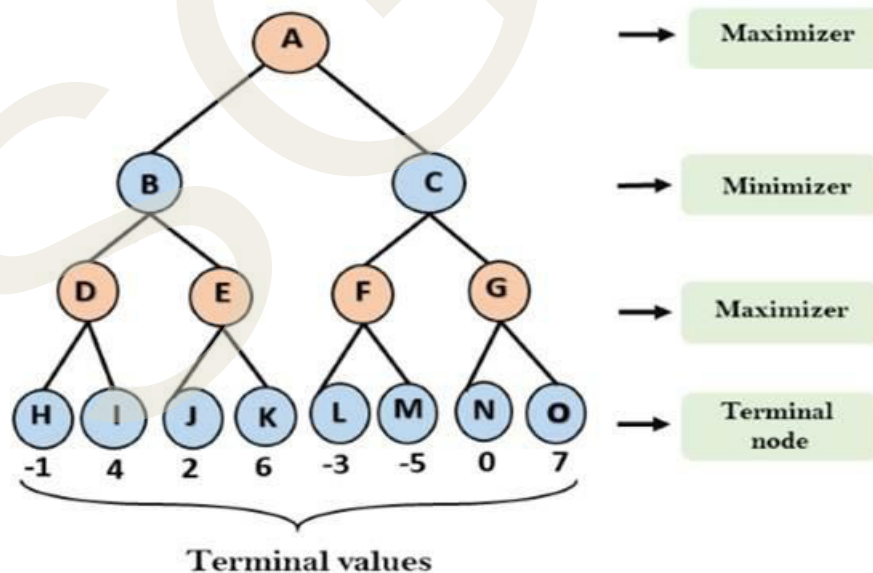 A
Maximizer
B
C
Minimizer
D
E
F
G
Maximizer
H
I
J
K
L
M
N
O
Terminal
node
-1
4
2
6
-3
-5
0
7
Terminal values